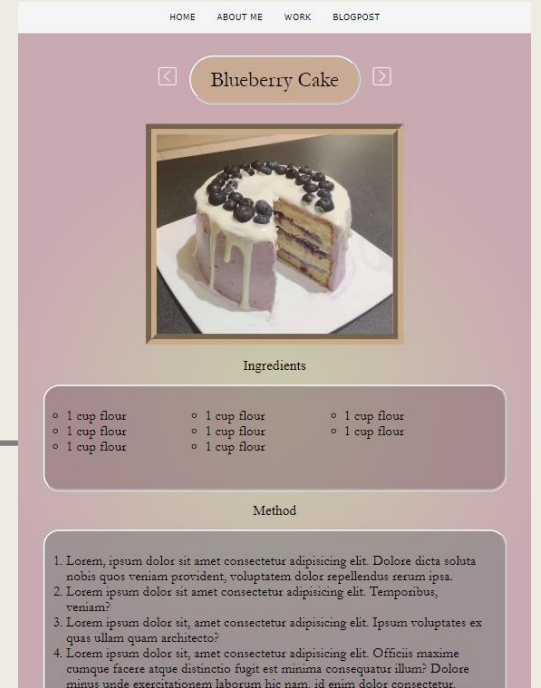 HOME ABOUT ME WORK BLOGPOST
Blueberry Cake
Ingredients
1 cup flour 1 cup flour 1 cup flour
1 cup flour 1 cup flour 1 cup flour
1 cup flour 1 cup flour
Method
1. Lorem, ipsum dolor sit amet consectetur adipisicing elit. Dolore dicta soluta
nobis quos veniam provident, voluptatem dolor repellendus rerum ipsa.
2. Lorem ipsum dolor sit amet consectetur adipisicing elit. Temporibus,
veniam?
3. Lorem ipsum dolor sit, amet consectetur adipisicing elit. Ipsum voluptates ex
quas ullam quam architecto?
4. Lorem ipsum dolor sit, amet consectetur adipisicing elit. Officiis maxime
cumque facere atque distinctio fugit est minima consequatur illum? Dolore
minus unde exercitationem laborum hic nam, id enim dolor consectetur,